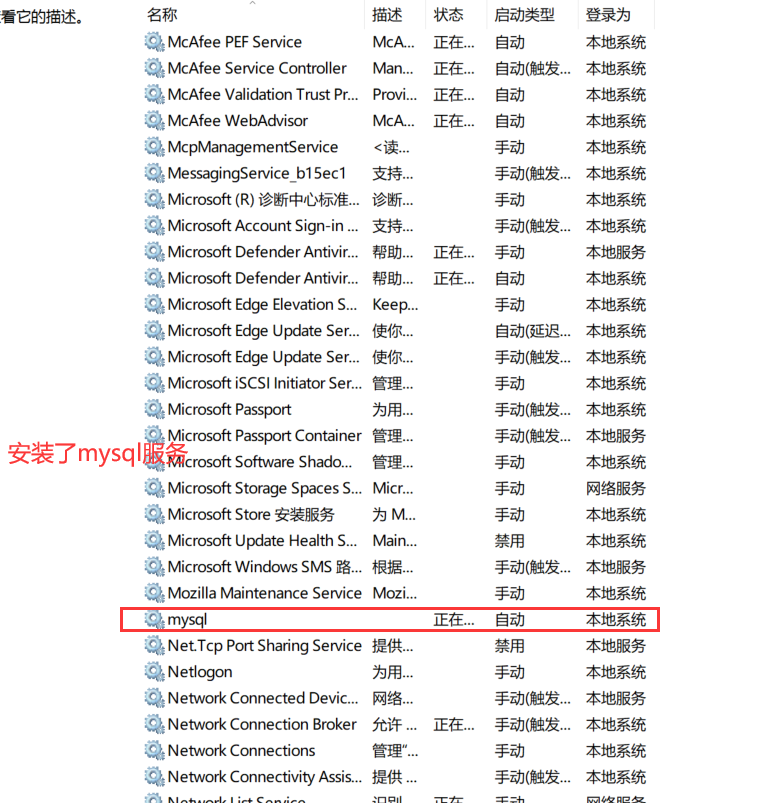 看它的描述。
名称 描述 状态 启动类型 登录为
McAfee PEF Service McA... 正在... 自动 本地系统
McAfee Service Controller Man... 正在... 自动(触发... 本地系统
McAfee Validation Trust Pr... Provi... 正在... 自动 本地系统
McAfee WebAdvisor McA... 正在... 自动 本地系统
McpManagementService <读... 手动 本地系统
MessagingService_b15ec1 支持... 手动(触发... 本地系统
Microsoft (R) 诊断中心标准... 诊断... 手动 本地系统
Microsoft Account Sign-in ... 支持... 手动(触发... 本地系统
Microsoft Defender Antivir... 帮助... 正在... 手动 本地服务
Microsoft Defender Antivir... 帮助... 正在... 自动 本地系统
Microsoft Edge Elevation S... Keep... 手动 本地系统
Microsoft Edge Update Ser... 使你... 自动(延迟... 本地系统
Microsoft Edge Update Ser... 使你... 手动(触发... 本地系统
Microsoft iSCSI Initiator Ser... 管理... 手动 本地系统
Microsoft Passport 为用... 手动(触发... 本地系统
Microsoft Passport Container 管理... 手动(触发... 本地服务
安装了mysql服务
Microsoft Software Shado... 管理... 手动 本地系统
Microsoft Storage Spaces S... Micr... 手动 网络服务
Microsoft Store 安装服务 为 M... 手动 本地系统
Microsoft Update Health S... Main... 禁用 本地系统
Microsoft Windows SMS 路... 根据... 手动(触发... 本地服务
Mozilla Maintenance Service Mozi... 手动 本地系统
mysql 正在... 自动 本地系统
Net.Tcp Port Sharing Service 提供... 禁用 本地服务
Netlogon 为用... 手动 本地系统
Network Connected Devic... 网络... 手动(触发... 本地服务
Network Connection Broker 允许 ... 正在... 手动(触发... 本地系统
Network Connections 管理“... 手动 本地系统
Network Connectivity Assis... 提供 ... 手动(触发... 本地系统
Network List Service 识别... 正在... 手动 网络服务